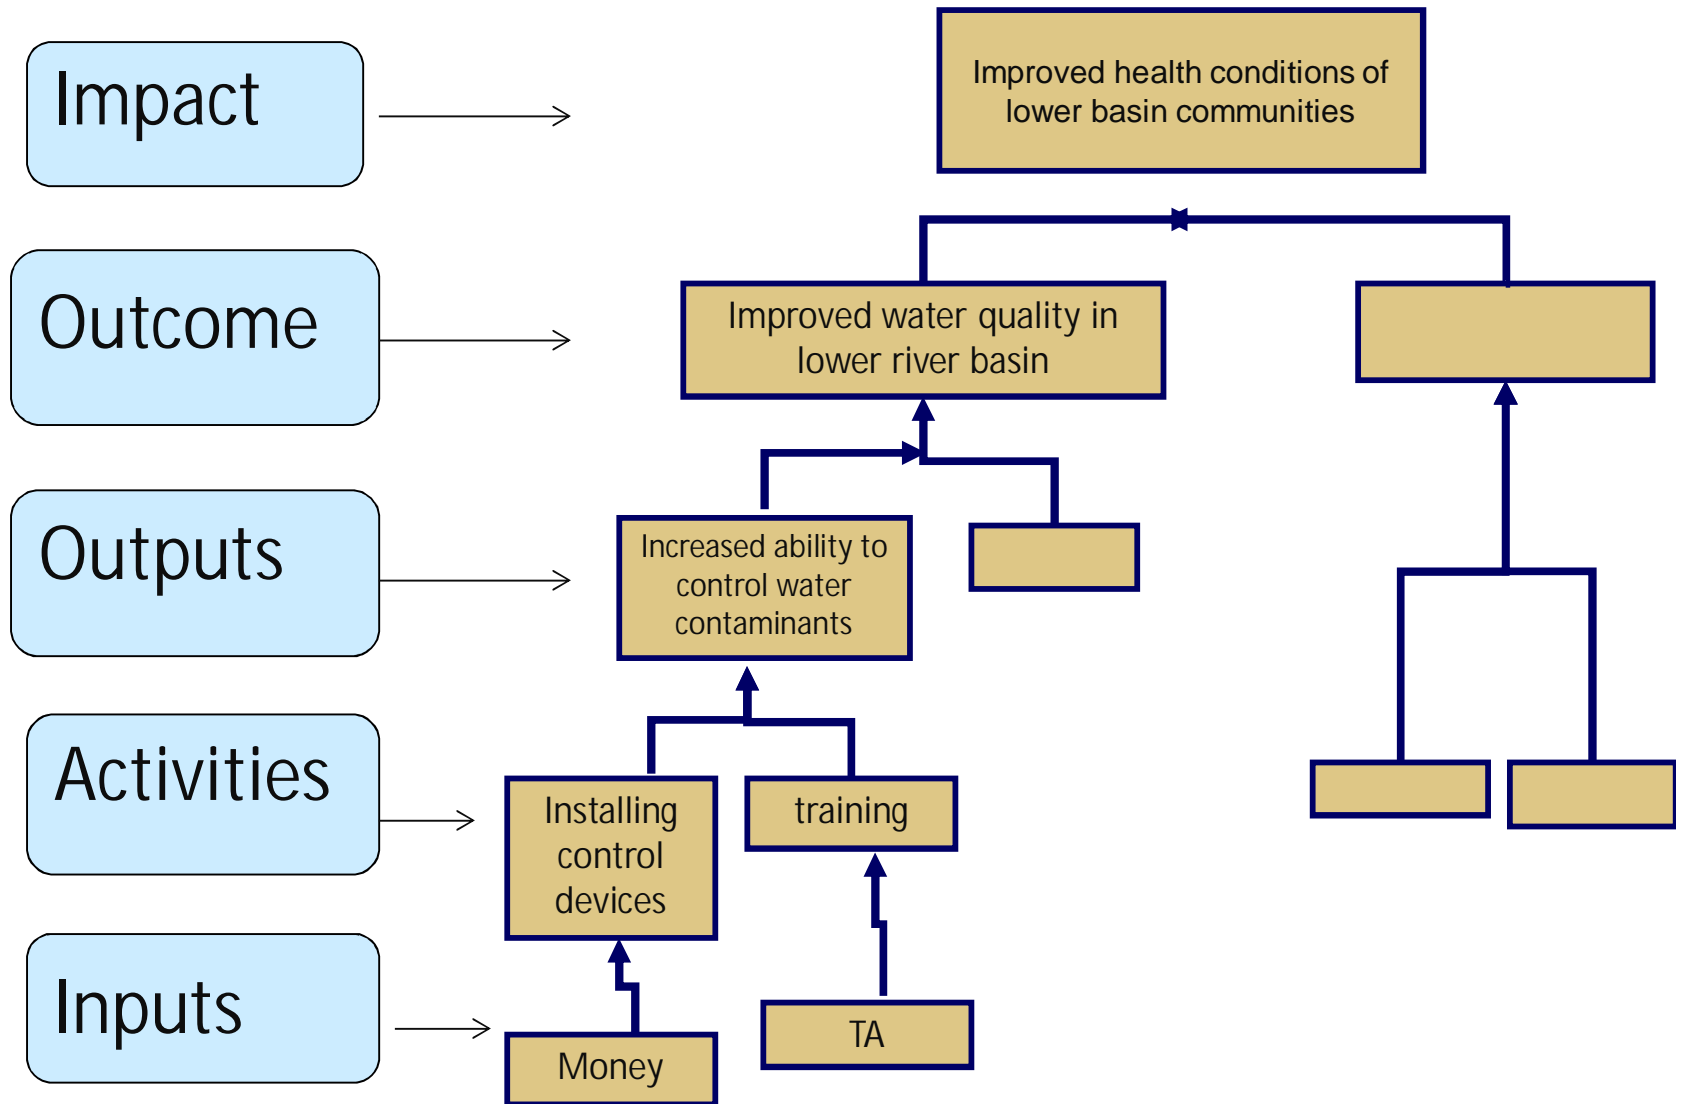 Impact
Improved health conditions of
lower basin communities
Outcome
Improved water quality in
lower river basin
Outputs
Increased ability to
control water
contaminants
Activities
Installing
control
devices
training
Inputs
Money
TA